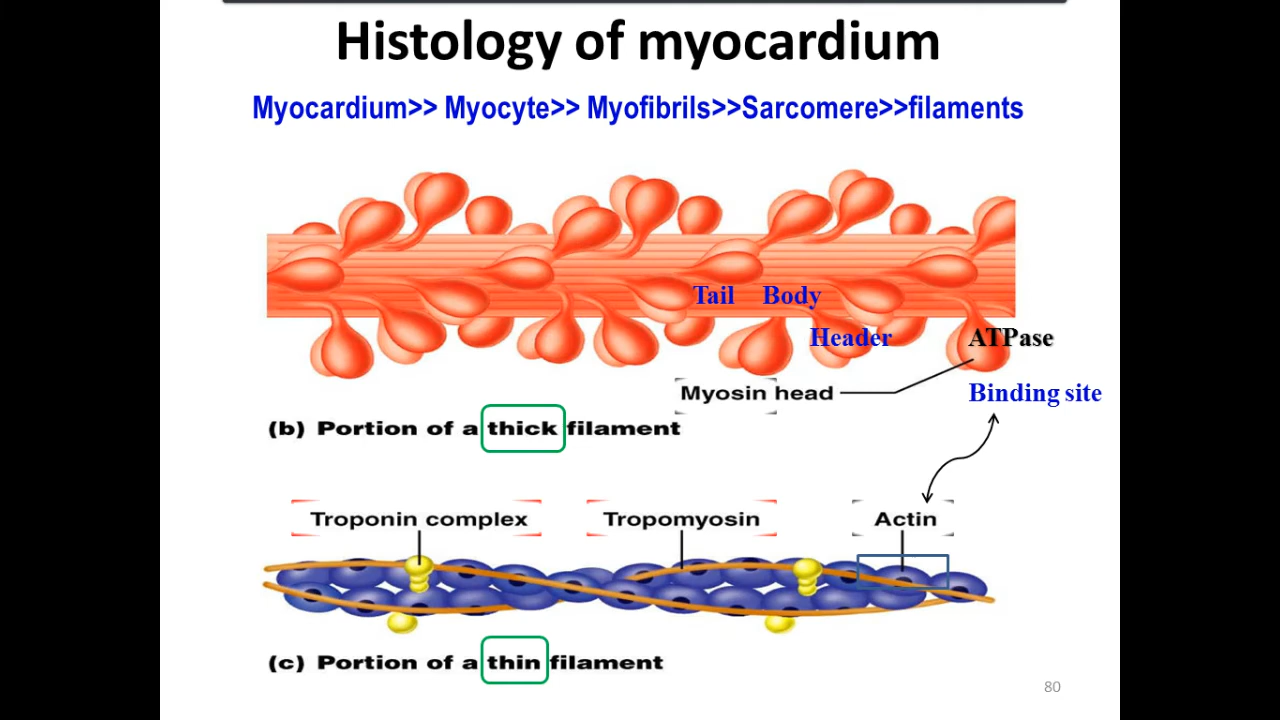 Histology of myocardium
Myocardium>> Myocyte>> Myofibrils>>Sarcomere>>filaments
Tail Body
Header ATPase
Myosin head Binding site
(b) Portion of a thick filament
Troponin complex Tropomyosin Actin
(c) Portion of a thin filament
80